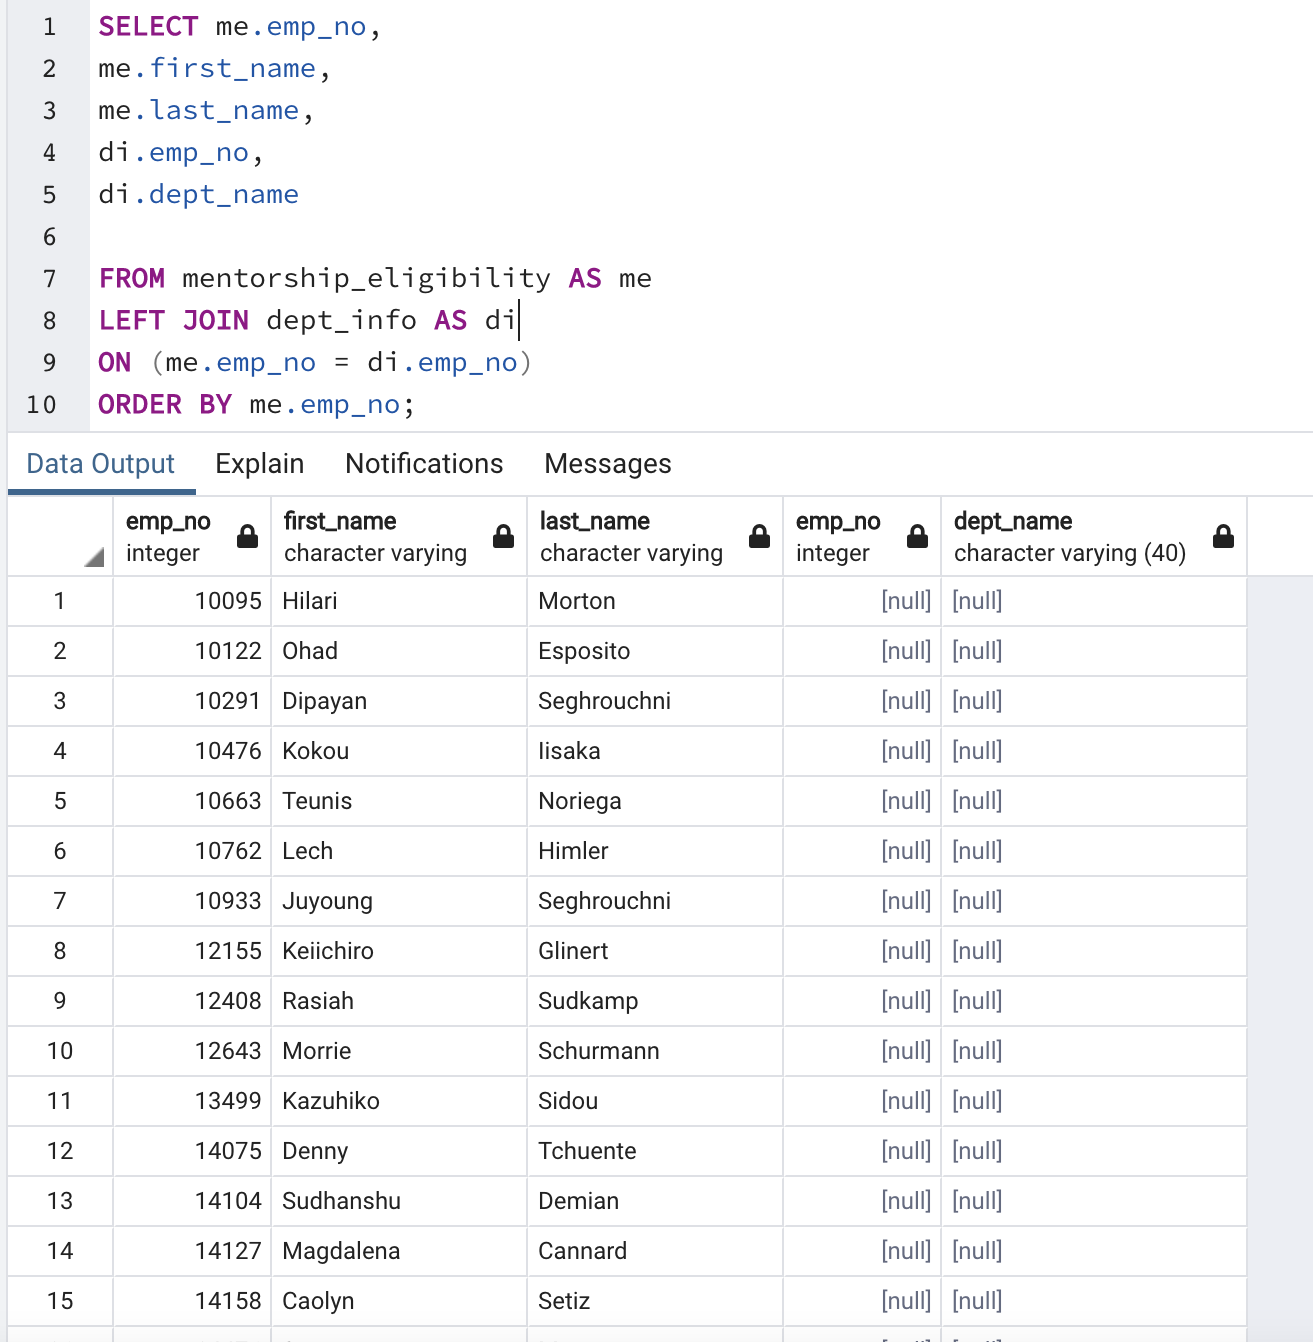 1 SELECT me.emp_no,
2 me.first_name,
3 me.last_name,
4 di.emp_no,
5 di.dept_name
6
7 FROM mentorship_eligibility AS me
8 LEFT JOIN dept_info AS di
9 ON (me.emp_no = di.emp_no)
10 ORDER BY me.emp_no;
Data Output Explain Notifications Messages
emp_no first_name last_name emp_no dept_name
integer character varying character varying integer character varying (40)
1 10095 Hilari Morton [null] [null]
2 10122 Ohad Esposito [null] [null]
3 10291 Dipayan Seghrouchni [null] [null]
4 10476 Kokou Iisaka [null] [null]
5 10663 Teunis Noriega [null] [null]
6 10762 Lech Himler [null] [null]
7 10933 Juyoung Seghrouchni [null] [null]
8 12155 Keiichiro Glinert [null] [null]
9 12408 Rasiah Sudkamp [null] [null]
10 12643 Morrie Schurmann [null] [null]
11 13499 Kazuhiko Sidou [null] [null]
12 14075 Denny Tchuente [null] [null]
13 14104 Sudhanshu Demian [null] [null]
14 14127 Magdalena Cannard [null] [null]
15 14158 Caolyn Setiz [null] [null]